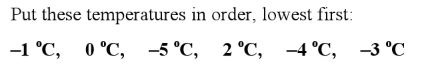 Put these temperatures in order, lowest first:
–1 °C, 0 °C, –5 °C, 2 °C, –4 °C, –3 °C